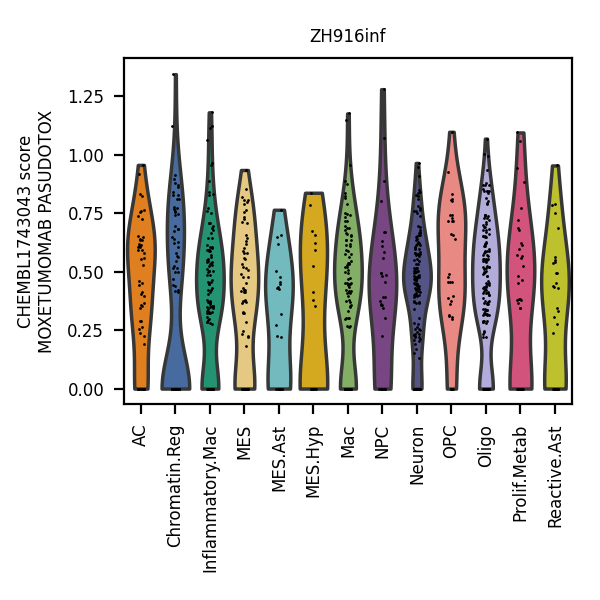 ZH916inf
CHEMBL1743043 score
MOXETUMOMAB PASUDOTOX
1.25
1.00
0.75
0.50
0.25
0.00
AC
Chromatin.Reg
Inflammatory.Mac
MES
MES.Ast
MES.Hyp
Mac
NPC
Neuron
OPC
Oligo
Prolif.Metab
Reactive.Ast